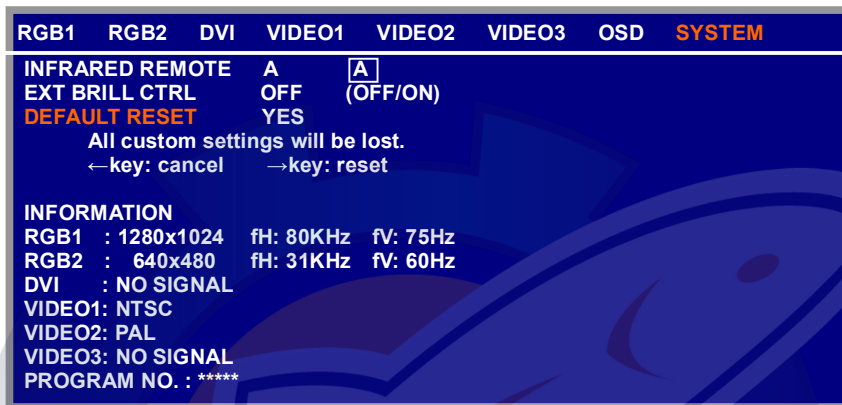 RGB1 RGB2 DVI VIDEO1 VIDEO2 VIDEO3 OSD SYSTEM
INFRARED REMOTE A A
EXT BRILL CTRL OFF (OFF/ON)
DEFAULT RESET YES
All custom settings will be lost.
←key: cancel →key: reset
INFORMATION
RGB1 : 1280x1024 fH: 80KHz fV: 75Hz
RGB2 : 640x480 fH: 31KHz fV: 60Hz
DVI : NO SIGNAL
VIDEO1: NTSC
VIDEO2: PAL
VIDEO3: NO SIGNAL
PROGRAM NO. : *****